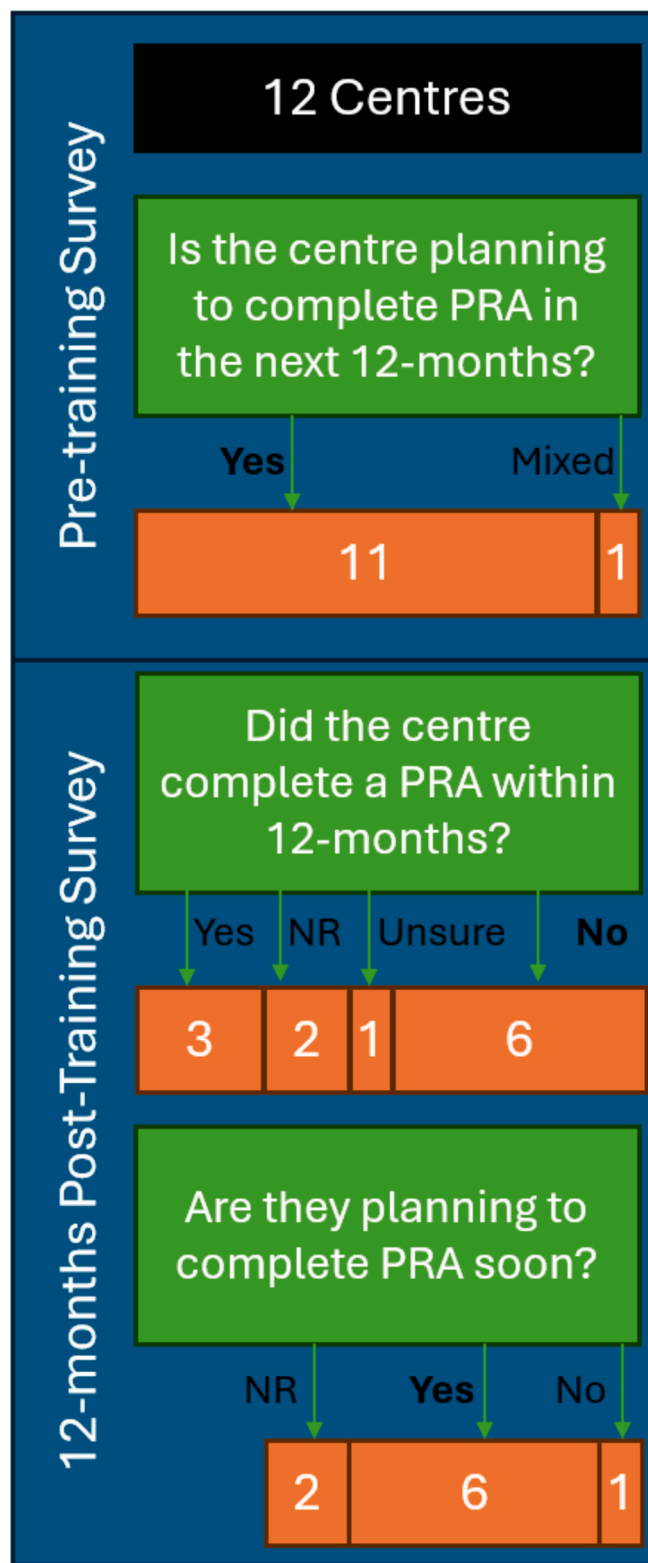 Pre-training Survey
12 Centres
Is the centre planning
to complete PRA in
the next 12-months?
Yes Mixed
11 1
12-months Post-Training Survey
Did the centre
complete a PRA within
12-months?
Yes NR Unsure No
3 2 1 6
Are they planning to
complete PRA soon?
NR Yes No
2 6 1